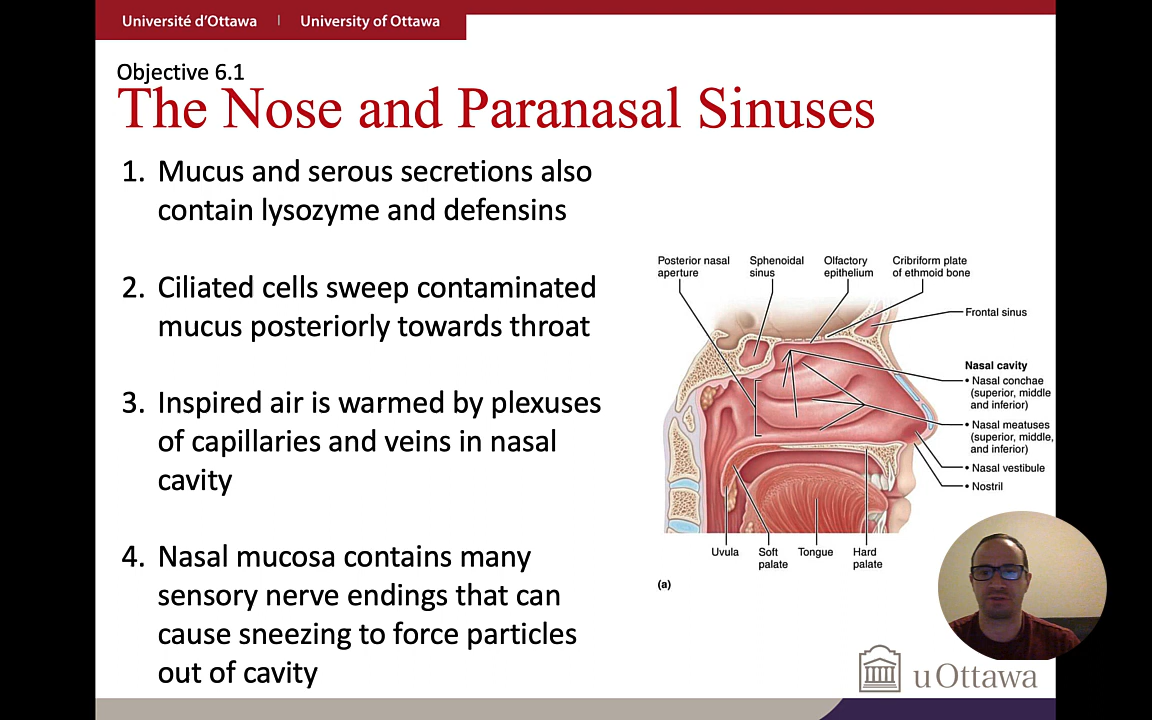 Université d'Ottawa | University of Ottawa
Objective 6.1
The Nose and Paranasal Sinuses
1. Mucus and serous secretions also
contain lysozyme and defensins
2. Ciliated cells sweep contaminated
mucus posteriorly towards throat
3. Inspired air is warmed by plexuses
of capillaries and veins in nasal
cavity
4. Nasal mucosa contains many
sensory nerve endings that can
cause sneezing to force particles
out of cavity
Posterior nasal
aperture
Sphenoidal
sinus
Olfactory
epithelium
Cribriform plate
of ethmoid bone
Frontal sinus
Nasal cavity
• Nasal conchae
(superior, middle
and inferior)
• Nasal meatuses
(superior, middle,
and inferior)
• Nasal vestibule
• Nostril
Uvula
Soft
palate
Tongue
Hard
palate
(a)
uOttawa